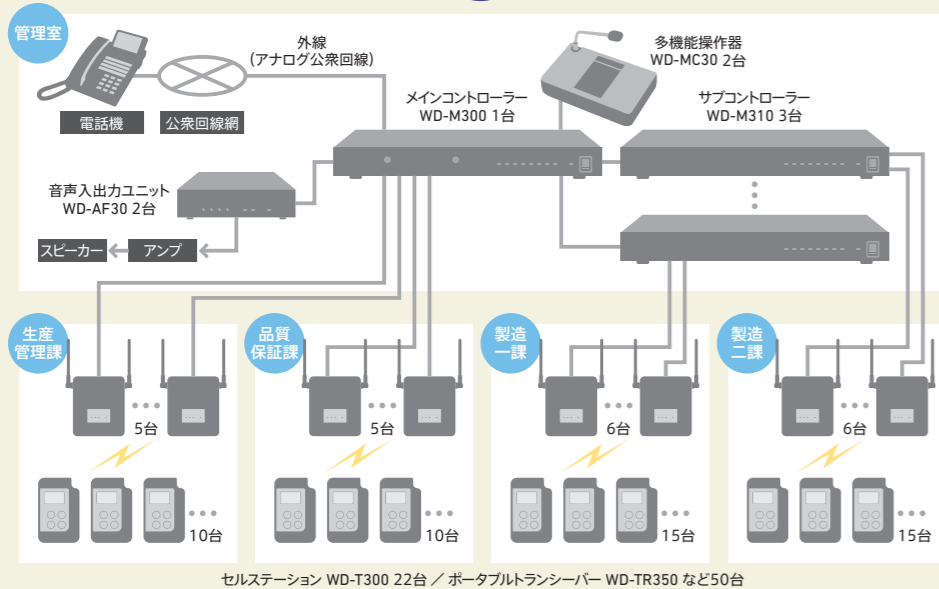 管理室
外線
(アナログ公衆回線)
多機能操作器
WD-MC30 2台
電話機
公衆回線網
メインコントローラー
WD-M300 1台
サブコントローラー
WD-M310 3台
音声入出力ユニット
WD-AF30 2台
スピーカー
アンプ
生産
管理課
5台
10台
品質
保証課
5台
10台
製造
一課
6台
15台
製造
二課
6台
15台
セルステーション WD-T300 22台 / ポータブルトランシーバー WD-TR350 など50台